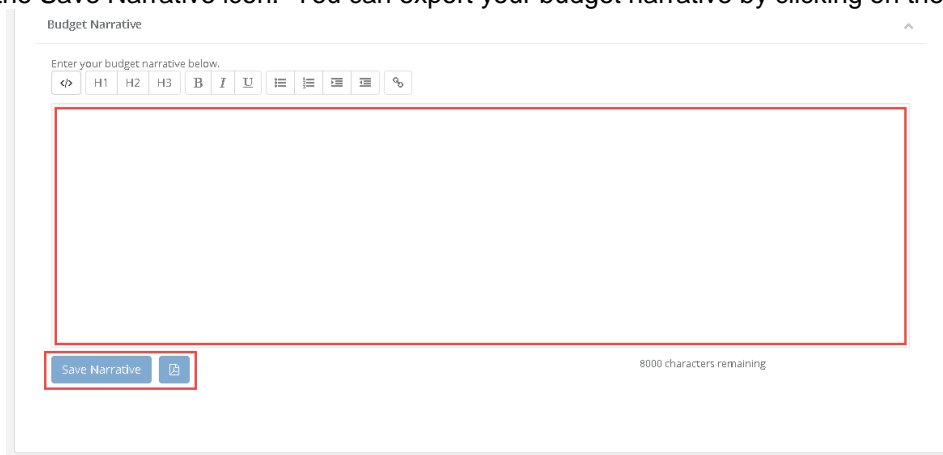 the Save Narrative icon. You can export your budget narrative by clicking on the
Budget Narrative
Enter your budget narrative below.
</> H1 H2 H3 B I U
Save Narrative
8000 characters remaining